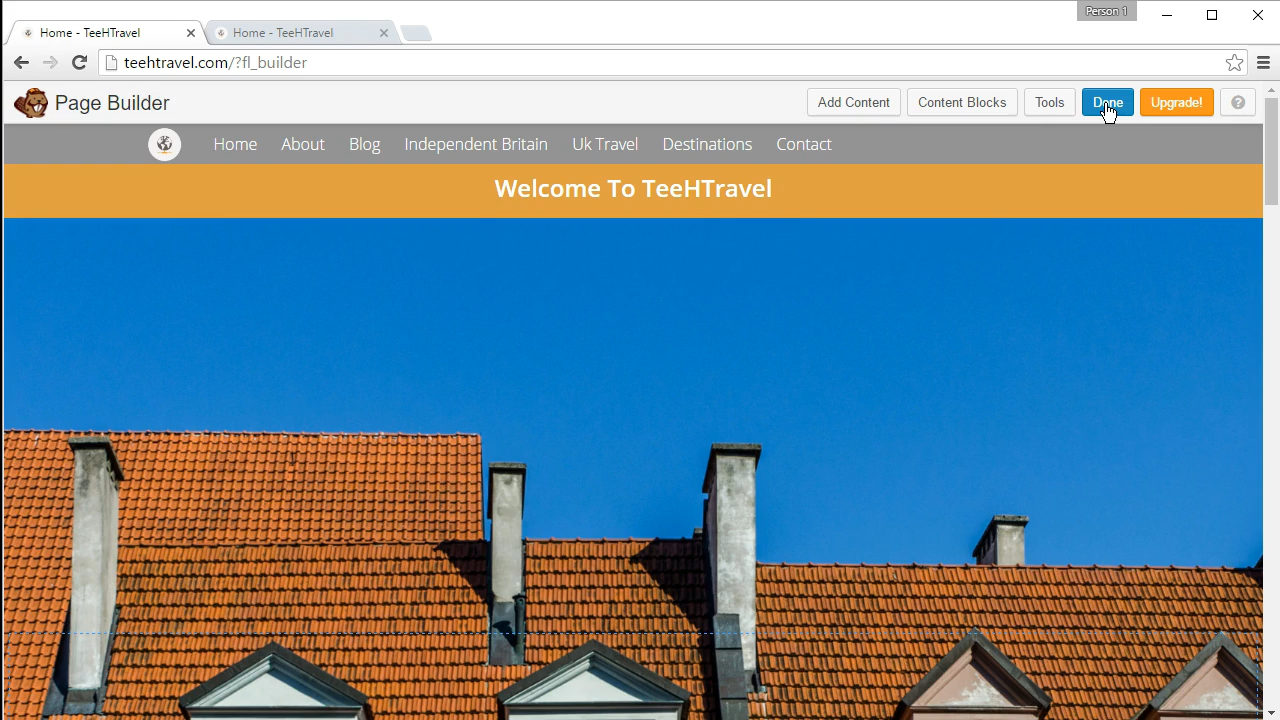 Person 1
Home - TeeHTravel
Home - TeeHTravel
teehtravel.com/?fl_builder
Page Builder
Add Content
Content Blocks
Tools
Done
Upgrade!
?
Home
About
Blog
Independent Britain
Uk Travel
Destinations
Contact
Welcome To TeeHTravel